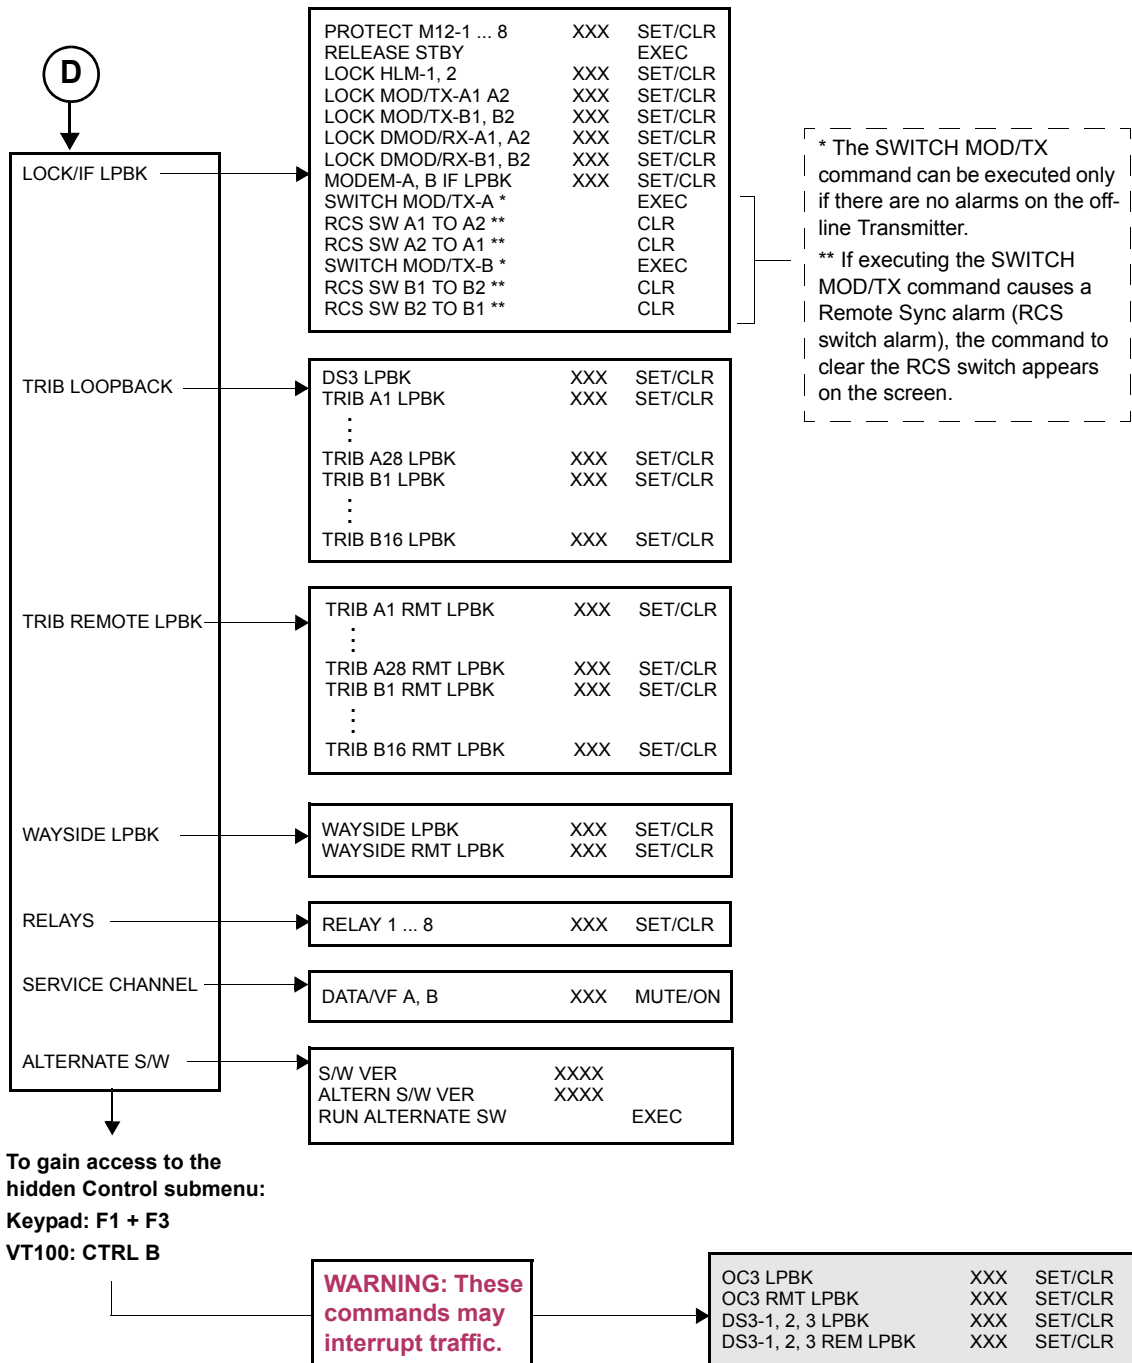 D
LOCK/IF LPBK
PROTECT M12-1 ... 8 XXX SET/CLR
RELEASE STBY EXEC
LOCK HLM-1, 2 XXX SET/CLR
LOCK MOD/TX-A1 A2 XXX SET/CLR
LOCK MOD/TX-B1, B2 XXX SET/CLR
LOCK DMOD/RX-A1, A2 XXX SET/CLR
LOCK DMOD/RX-B1, B2 XXX SET/CLR
MODEM-A, B IF LPBK XXX SET/CLR
SWITCH MOD/TX-A * EXEC
RCS SW A1 TO A2 ** CLR
RCS SW A2 TO A1 ** CLR
SWITCH MOD/TX-B * EXEC
RCS SW B1 TO B2 ** CLR
RCS SW B2 TO B1 ** CLR
* The SWITCH MOD/TX
command can be executed only
if there are no alarms on the off-
line Transmitter.
** If executing the SWITCH
MOD/TX command causes a
Remote Sync alarm (RCS
switch alarm), the command to
clear the RCS switch appears
on the screen.
TRIB LOOPBACK
DS3 LPBK XXX SET/CLR
TRIB A1 LPBK XXX SET/CLR
TRIB A28 LPBK XXX SET/CLR
TRIB B1 LPBK XXX SET/CLR
TRIB B16 LPBK XXX SET/CLR
TRIB REMOTE LPBK
TRIB A1 RMT LPBK XXX SET/CLR
TRIB A28 RMT LPBK XXX SET/CLR
TRIB B1 RMT LPBK XXX SET/CLR
TRIB B16 RMT LPBK XXX SET/CLR
WAYSIDE LPBK
WAYSIDE LPBK XXX SET/CLR
WAYSIDE RMT LPBK XXX SET/CLR
RELAYS
RELAY 1 ... 8 XXX SET/CLR
SERVICE CHANNEL
DATA/VF A, B XXX MUTE/ON
ALTERNATE S/W
S/W VER XXXX
ALTERN S/W VER XXXX
RUN ALTERNATE SW EXEC
To gain access to the
hidden Control submenu:
Keypad: F1 + F3
VT100: CTRL B
WARNING: These
commands may
interrupt traffic.
OC3 LPBK XXX SET/CLR
OC3 RMT LPBK XXX SET/CLR
DS3-1, 2, 3 LPBK XXX SET/CLR
DS3-1, 2, 3 REM LPBK XXX SET/CLR